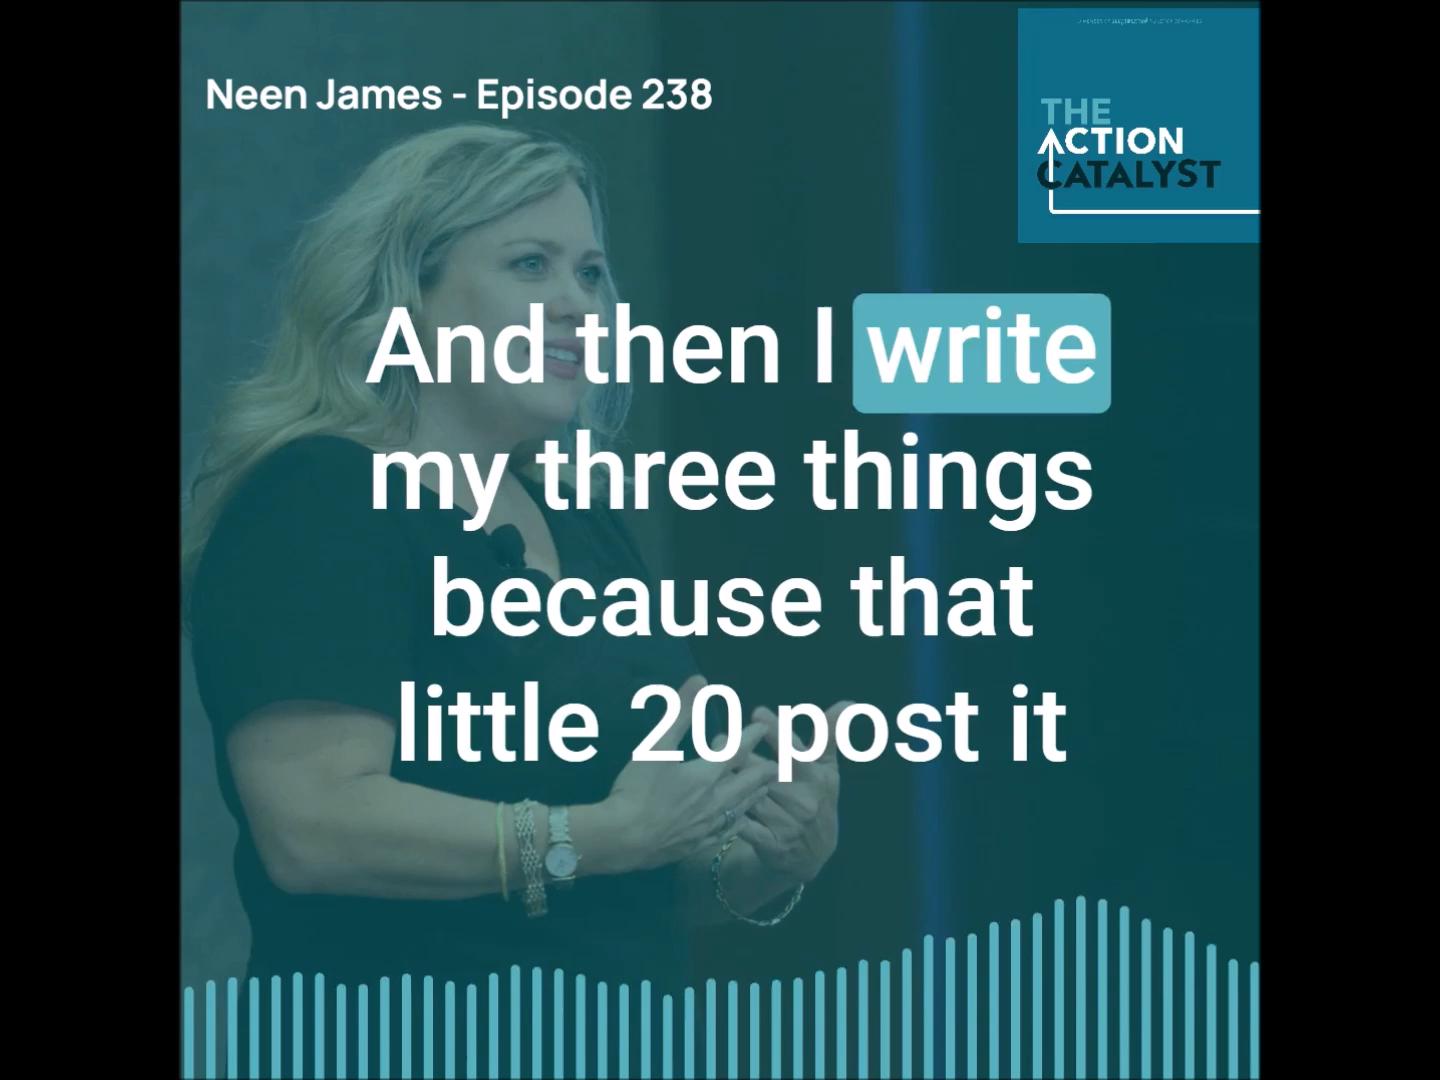 Neen James - Episode 238
THE
ACTION
CATALYST
And then I write
my three things
because that
little 20 post it